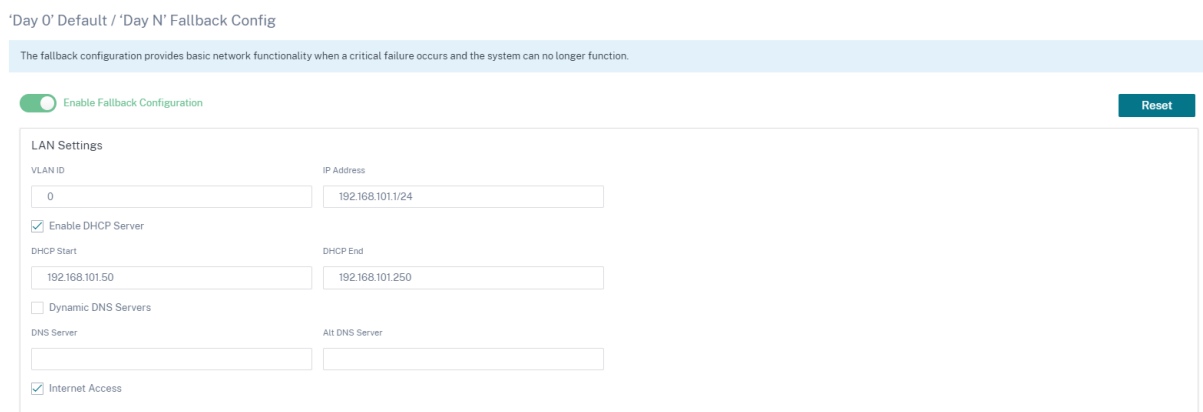 ‘Day 0’ Default / ‘Day N’ Fallback Config
The fallback configuration provides basic network functionality when a critical failure occurs and the system can no longer function.
Enable Fallback Configuration
Reset
LAN Settings
VLAN ID
IP Address
0
192.168.101.1/24
Enable DHCP Server
DHCP Start
DHCP End
192.168.101.50
192.168.101.250
Dynamic DNS Servers
DNS Server
Alt DNS Server
Internet Access